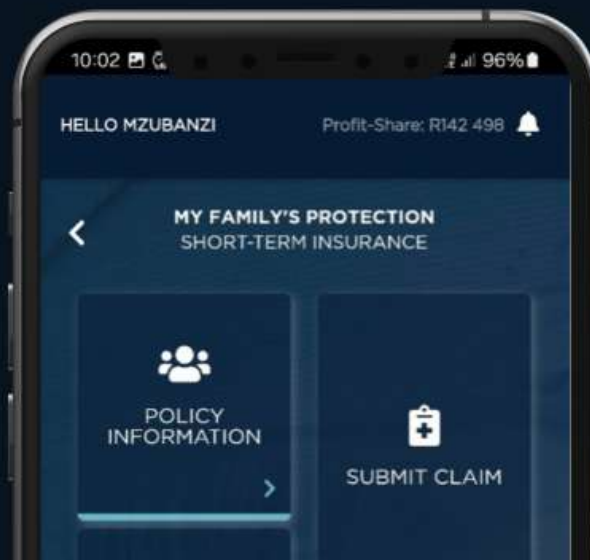 10:02
96%
HELLO MZUBANZI
Profit-Share: R142 498
MY FAMILY'S PROTECTION
SHORT-TERM INSURANCE
POLICY
INFORMATION
SUBMIT CLAIM